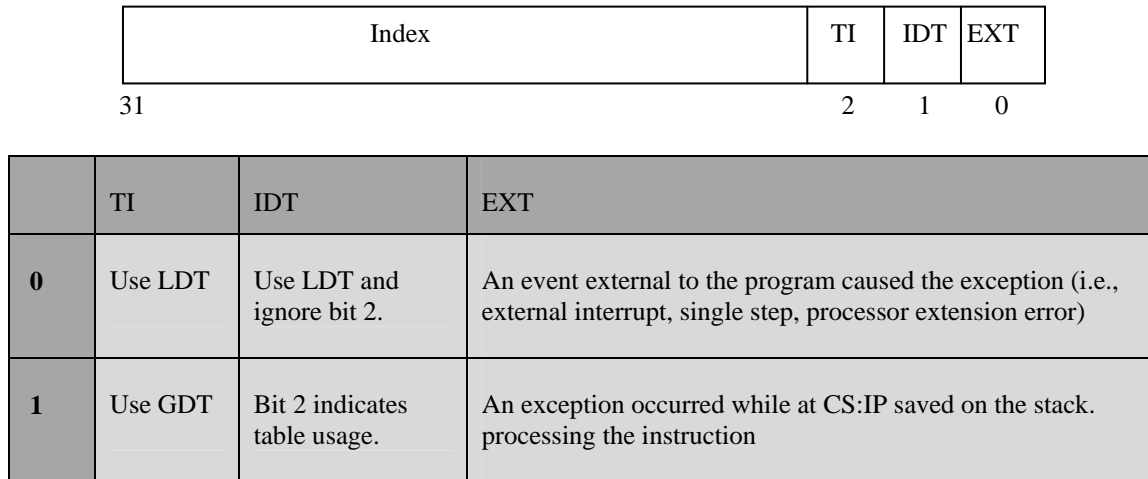 Index TI IDT EXT
31 2 1 0
TI IDT EXT
0 Use LDT Use LDT and An event external to the program caused the exception (i.e.,
ignore bit 2. external interrupt, single step, processor extension error)
1 Use GDT Bit 2 indicates An exception occurred while at CS:IP saved on the stack.
table usage. processing the instruction